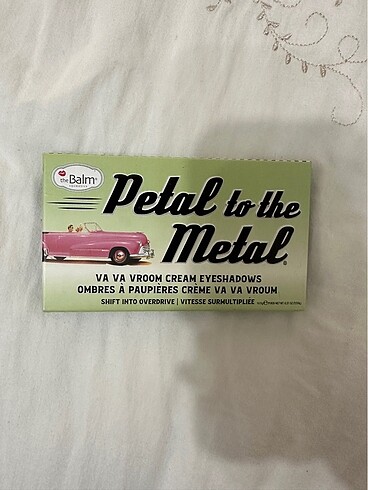 theBalm®
cosmetics
Petal to the
Metal®
VA VA VROOM CREAM EYESHADOWS
OMBRES À PAUPIÈRES CRÈME VA VA VROUM
SHIFT INTO OVERDRIVE | VITESSE SURMULTIPLIÉE